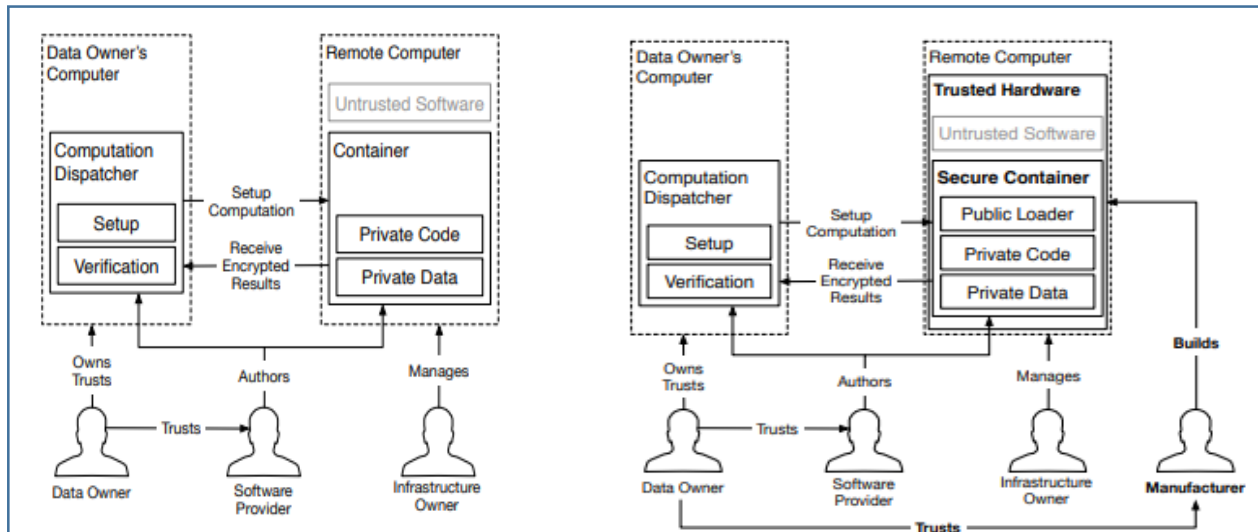 Data Owner's
Computer
Remote Computer
Untrusted Software
Computation
Dispatcher
Container
Setup
Verification
Setup
Computation
Receive
Encrypted
Results
Private Code
Private Data
Owns
Trusts
Authors
Manages
Trusts
Data Owner
Software
Provider
Infrastructure
Owner
Data Owner's
Computer
Remote Computer
Trusted Hardware
Untrusted Software
Computation
Dispatcher
Secure Container
Setup
Verification
Setup
Computation
Receive
Encrypted
Results
Public Loader
Private Code
Private Data
Builds
Owns
Trusts
Authors
Manages
Trusts
Data Owner
Software
Provider
Infrastructure
Owner
Manufacturer
Trusts